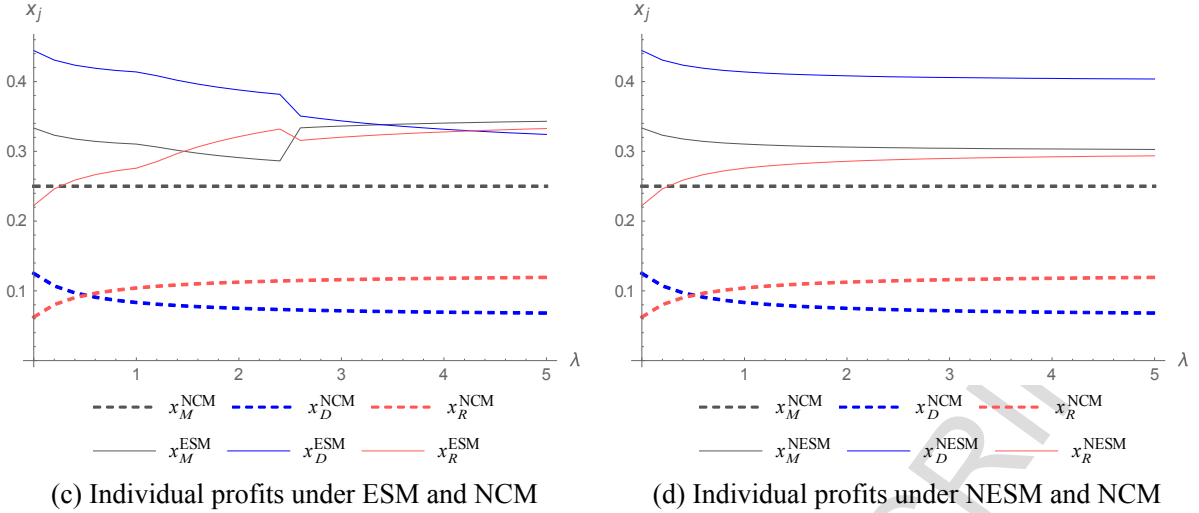 x_j
0.4
0.3
0.2
0.1
1 2 3 4 5 λ
x_M^NCM x_D^NCM x_R^NCM
x_M^ESM x_D^ESM x_R^ESM
(c) Individual profits under ESM and NCM
x_j
0.4
0.3
0.2
0.1
1 2 3 4 5 λ
x_M^NCM x_D^NCM x_R^NCM
x_M^NESM x_D^NESM x_R^NESM
(d) Individual profits under NESM and NCM